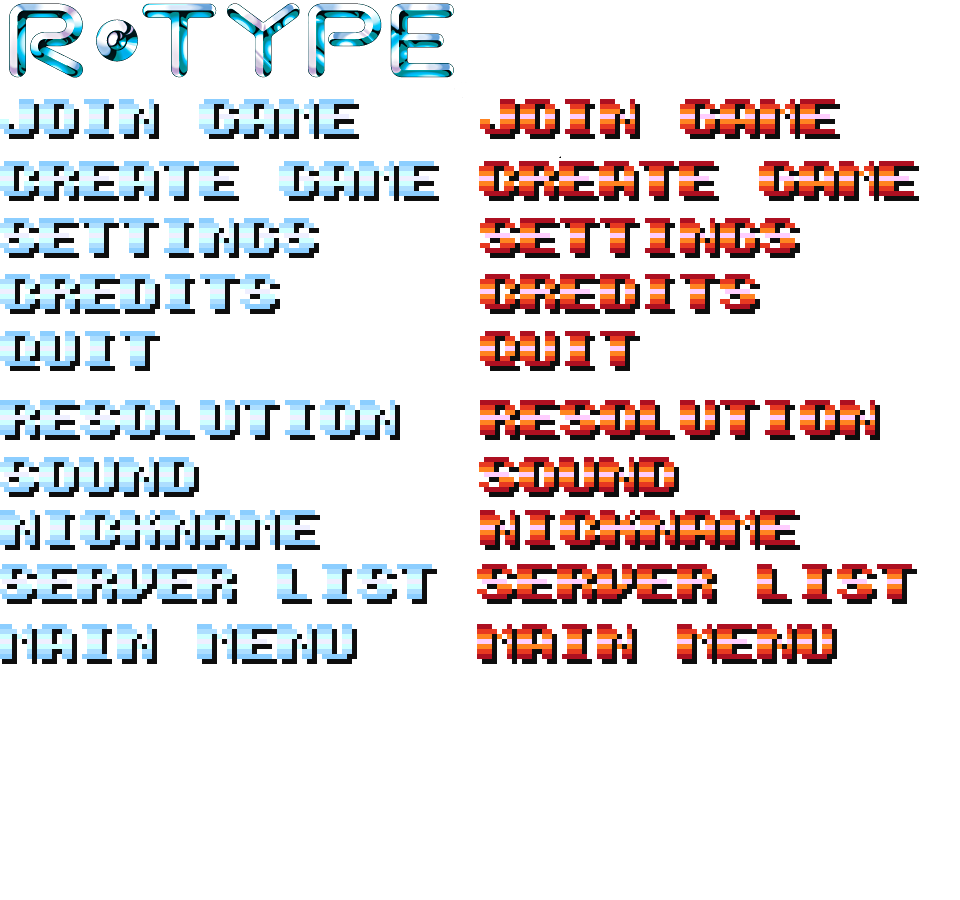 R•TYPE
JOIN GAME JOIN GAME
CREATE GAME CREATE GAME
SETTINGS SETTINGS
CREDITS CREDITS
QUIT QUIT
RESOLUTION RESOLUTION
SOUND SOUND
NICKNAME NICKNAME
SERVER LIST SERVER LIST
MAIN MENU MAIN MENU